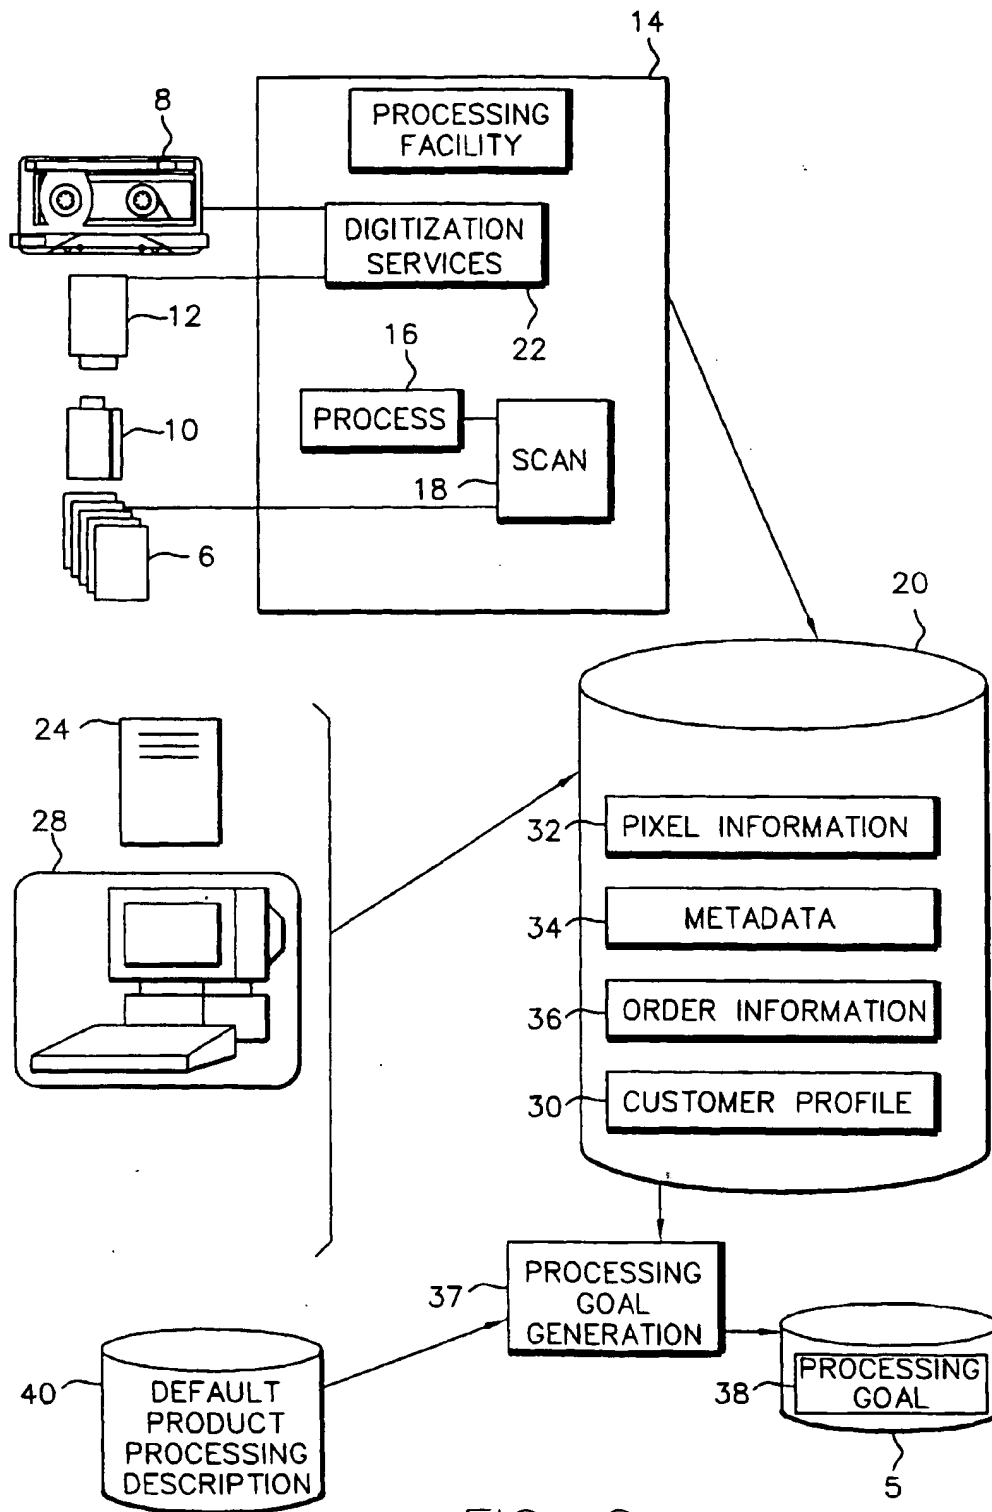 14
8
PROCESSING
FACILITY
DIGITIZATION
SERVICES
12
22
16
10
PROCESS
SCAN
18
6
20
24
28
32
PIXEL INFORMATION
34
METADATA
36
ORDER INFORMATION
30
CUSTOMER PROFILE
37
PROCESSING
GOAL
GENERATION
40
DEFAULT
PRODUCT
PROCESSING
DESCRIPTION
38
PROCESSING
GOAL
5